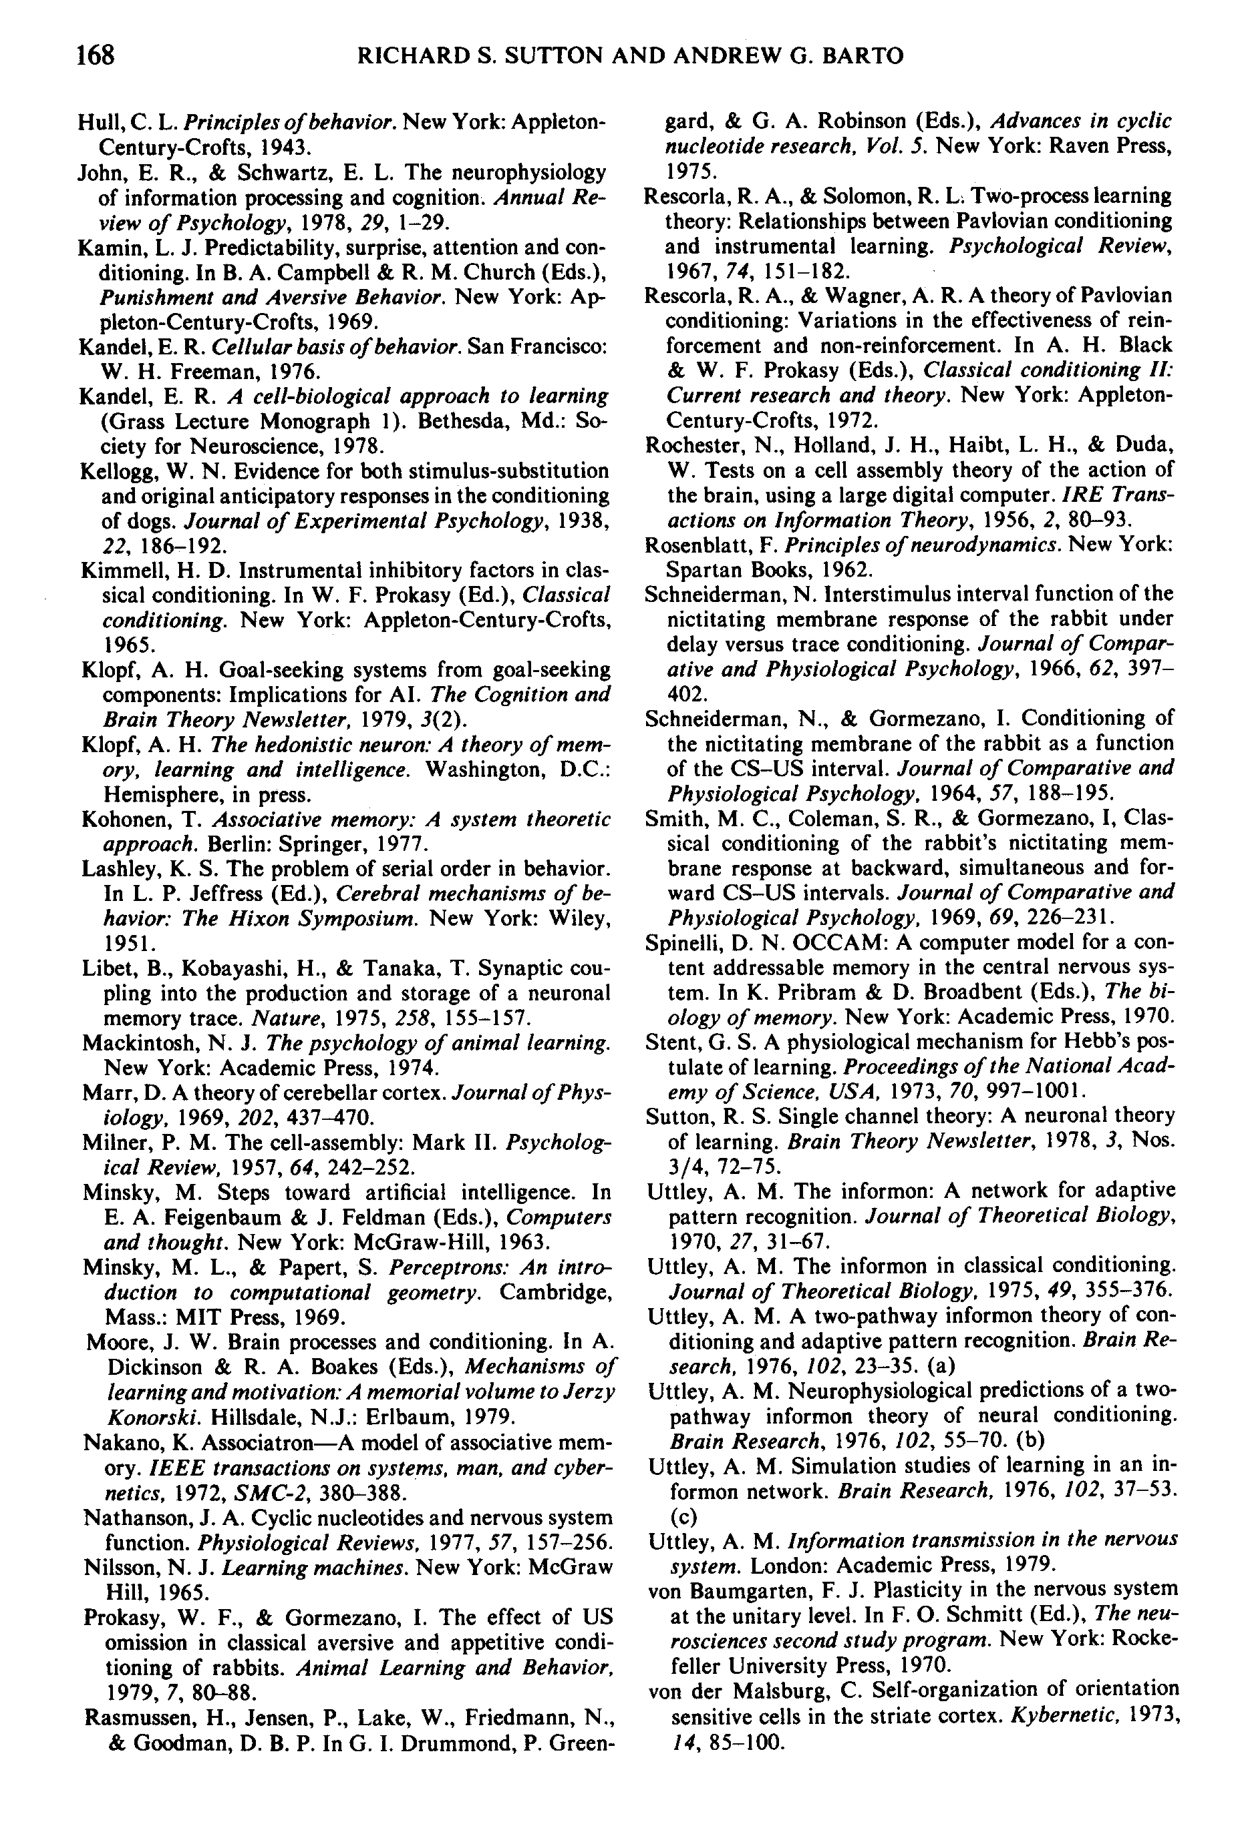 168
RICHARD S. SUTTON AND ANDREW G. BARTO
Hull, C. L. Principles of behavior. New York: Appleton-
Century-Crofts, 1943.
John, E. R., & Schwartz, E. L. The neurophysiology
of information processing and cognition. Annual Re-
view of Psychology, 1978, 29, 1–29.
Kamin, L. J. Predictability, surprise, attention and con-
ditioning. In B. A. Campbell & R. M. Church (Eds.),
Punishment and Aversive Behavior. New York: Ap-
pleton-Century-Crofts, 1969.
Kandel, E. R. Cellular basis of behavior. San Francisco:
W. H. Freeman, 1976.
Kandel, E. R. A cell-biological approach to learning
(Grass Lecture Monograph 1). Bethesda, Md.: So-
ciety for Neuroscience, 1978.
Kellogg, W. N. Evidence for both stimulus-substitution
and original anticipatory responses in the conditioning
of dogs. Journal of Experimental Psychology, 1938,
22, 186–192.
Kimmell, H. D. Instrumental inhibitory factors in clas-
sical conditioning. In W. F. Prokasy (Ed.), Classical
conditioning. New York: Appleton-Century-Crofts,
1965.
Klopf, A. H. Goal-seeking systems from goal-seeking
components: Implications for AI. The Cognition and
Brain Theory Newsletter, 1979, 3(2).
Klopf, A. H. The hedonistic neuron: A theory of mem-
ory, learning and intelligence. Washington, D.C.:
Hemisphere, in press.
Kohonen, T. Associative memory: A system theoretic
approach. Berlin: Springer, 1977.
Lashley, K. S. The problem of serial order in behavior.
In L. P. Jeffress (Ed.), Cerebral mechanisms of be-
havior: The Hixon Symposium. New York: Wiley,
1951.
Libet, B., Kobayashi, H., & Tanaka, T. Synaptic cou-
pling into the production and storage of a neuronal
memory trace. Nature, 1975, 258, 155–157.
Mackintosh, N. J. The psychology of animal learning.
New York: Academic Press, 1974.
Marr, D. A theory of cerebellar cortex. Journal of Phys-
iology, 1969, 202, 437–470.
Milner, P. M. The cell-assembly: Mark II. Psycholog-
ical Review, 1957, 64, 242–252.
Minsky, M. Steps toward artificial intelligence. In
E. A. Feigenbaum & J. Feldman (Eds.), Computers
and thought. New York: McGraw-Hill, 1963.
Minsky, M. L., & Papert, S. Perceptrons: An intro-
duction to computational geometry. Cambridge,
Mass.: MIT Press, 1969.
Moore, J. W. Brain processes and conditioning. In A.
Dickinson & R. A. Boakes (Eds.), Mechanisms of
learning and motivation: A memorial volume to Jerzy
Konorski. Hillsdale, N.J.: Erlbaum, 1979.
Nakano, K. Associatron—A model of associative mem-
ory. IEEE transactions on systems, man, and cyber-
netics, 1972, SMC-2, 380–388.
Nathanson, J. A. Cyclic nucleotides and nervous system
function. Physiological Reviews, 1977, 57, 157–256.
Nilsson, N. J. Learning machines. New York: McGraw
Hill, 1965.
Prokasy, W. F., & Gormezano, I. The effect of US
omission in classical aversive and appetitive condi-
tioning of rabbits. Animal Learning and Behavior,
1979, 7, 80–88.
Rasmussen, H., Jensen, P., Lake, W., Friedmann, N.,
& Goodman, D. B. P. In G. I. Drummond, P. Green-
gard, & G. A. Robinson (Eds.), Advances in cyclic
nucleotide research, Vol. 5. New York: Raven Press,
1975.
Rescorla, R. A., & Solomon, R. L. Two-process learning
theory: Relationships between Pavlovian conditioning
and instrumental learning. Psychological Review,
1967, 74, 151–182.
Rescorla, R. A., & Wagner, A. R. A theory of Pavlovian
conditioning: Variations in the effectiveness of rein-
forcement and non-reinforcement. In A. H. Black
& W. F. Prokasy (Eds.), Classical conditioning II:
Current research and theory. New York: Appleton-
Century-Crofts, 1972.
Rochester, N., Holland, J. H., Haibt, L. H., & Duda,
W. Tests on a cell assembly theory of the action of
the brain, using a large digital computer. IRE Trans-
actions on Information Theory, 1956, 2, 80–93.
Rosenblatt, F. Principles of neurodynamics. New York:
Spartan Books, 1962.
Schneiderman, N. Interstimulus interval function of the
nictitating membrane response of the rabbit under
delay versus trace conditioning. Journal of Compar-
ative and Physiological Psychology, 1966, 62, 397–
402.
Schneiderman, N., & Gormezano, I. Conditioning of
the nictitating membrane of the rabbit as a function
of the CS–US interval. Journal of Comparative and
Physiological Psychology, 1964, 57, 188–195.
Smith, M. C., Coleman, S. R., & Gormezano, I, Clas-
sical conditioning of the rabbit's nictitating mem-
brane response at backward, simultaneous and for-
ward CS–US intervals. Journal of Comparative and
Physiological Psychology, 1969, 69, 226–231.
Spinelli, D. N. OCCAM: A computer model for a con-
tent addressable memory in the central nervous sys-
tem. In K. Pribram & D. Broadbent (Eds.), The bi-
ology of memory. New York: Academic Press, 1970.
Stent, G. S. A physiological mechanism for Hebb's pos-
tulate of learning. Proceedings of the National Acad-
emy of Science, USA, 1973, 70, 997–1001.
Sutton, R. S. Single channel theory: A neuronal theory
of learning. Brain Theory Newsletter, 1978, 3, Nos.
3/4, 72–75.
Uttley, A. M. The informon: A network for adaptive
pattern recognition. Journal of Theoretical Biology,
1970, 27, 31–67.
Uttley, A. M. The informon in classical conditioning.
Journal of Theoretical Biology, 1975, 49, 355–376.
Uttley, A. M. A two-pathway informon theory of con-
ditioning and adaptive pattern recognition. Brain Re-
search, 1976, 102, 23–35. (a)
Uttley, A. M. Neurophysiological predictions of a two-
pathway informon theory of neural conditioning.
Brain Research, 1976, 102, 55–70. (b)
Uttley, A. M. Simulation studies of learning in an in-
formon network. Brain Research, 1976, 102, 37–53.
(c)
Uttley, A. M. Information transmission in the nervous
system. London: Academic Press, 1979.
von Baumgarten, F. J. Plasticity in the nervous system
at the unitary level. In F. O. Schmitt (Ed.), The neu-
rosciences second study program. New York: Rocke-
feller University Press, 1970.
von der Malsburg, C. Self-organization of orientation
sensitive cells in the striate cortex. Kybernetic, 1973,
14, 85–100.